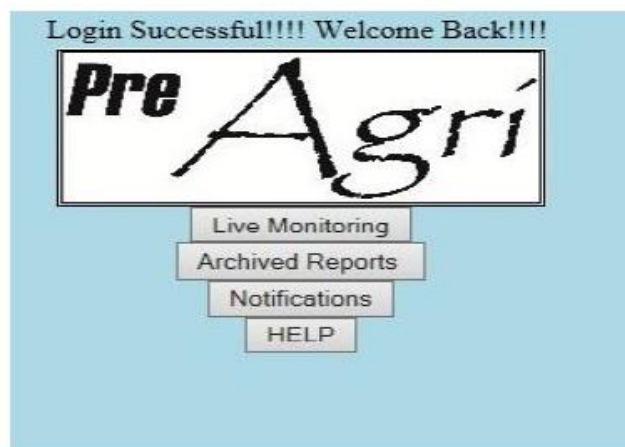 Login Successful!!!! Welcome Back!!!!
Pre Agri
Live Monitoring
Archived Reports
Notifications
HELP